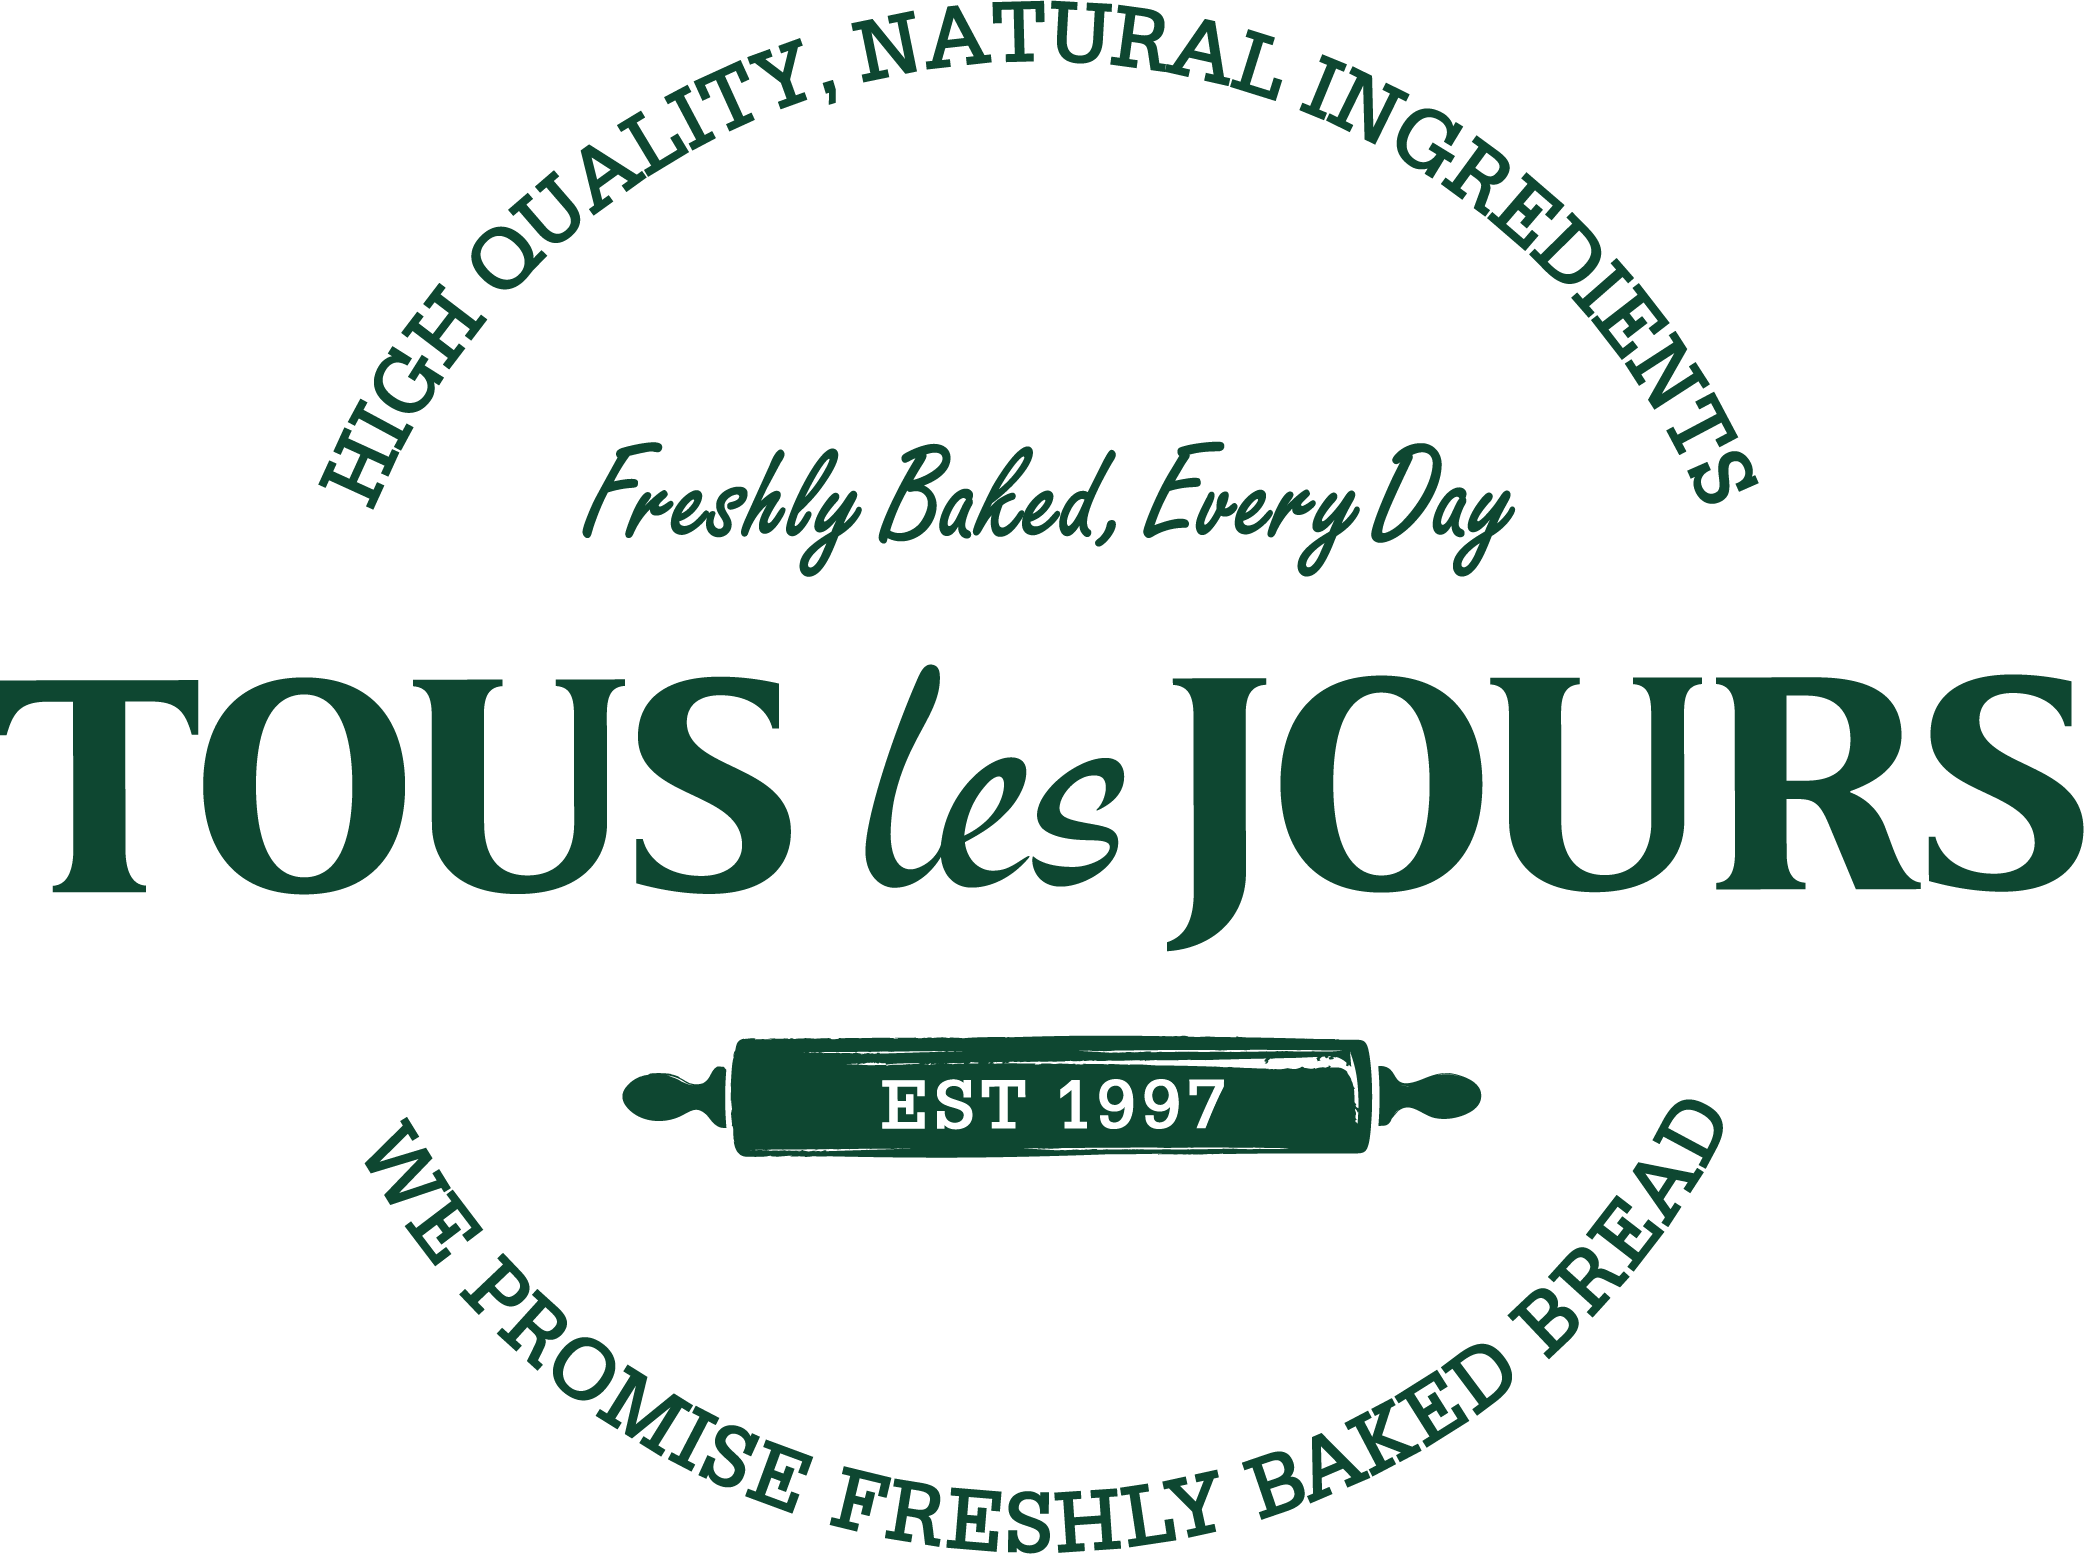 HIGH QUALITY, NATURAL INGREDIENTS
Freshly Baked, Every Day
TOUS les JOURS
EST 1997
WE PROMISE FRESHLY BAKED BREAD